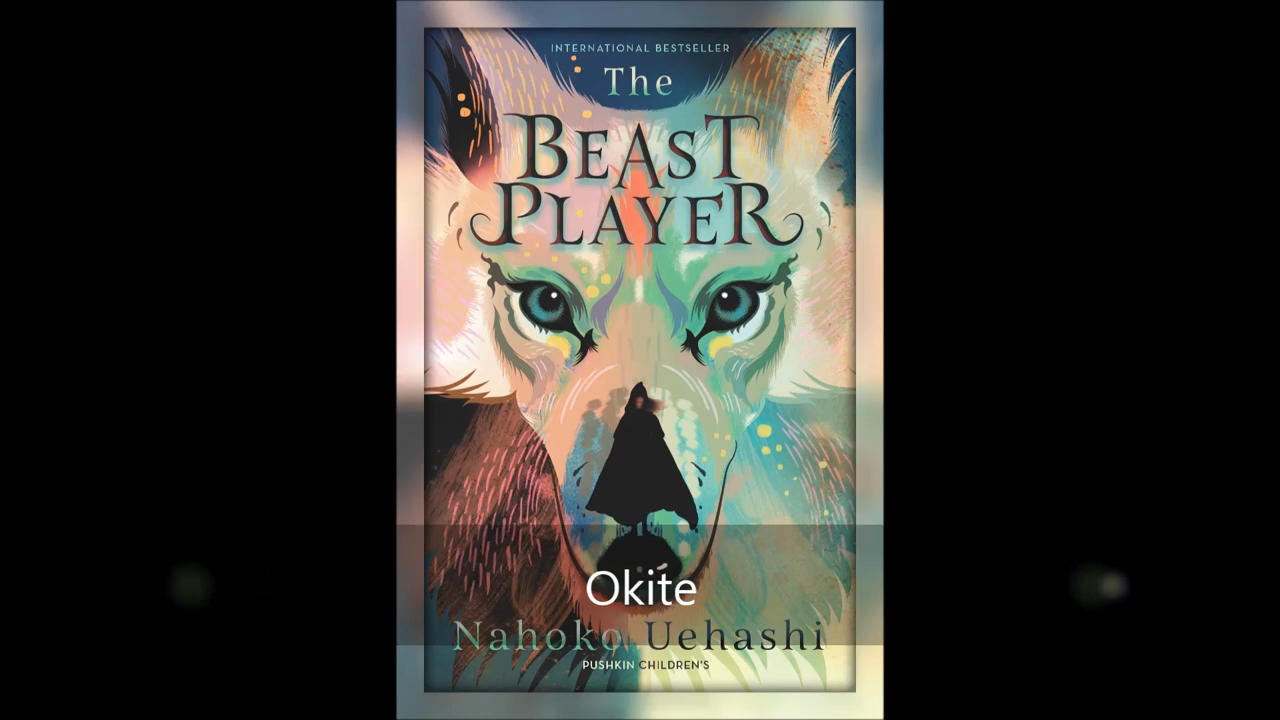 INTERNATIONAL BESTSELLER
The
BEAST
PLAYER
Okite
Nahoko Uehashi
PUSHKIN CHILDREN'S